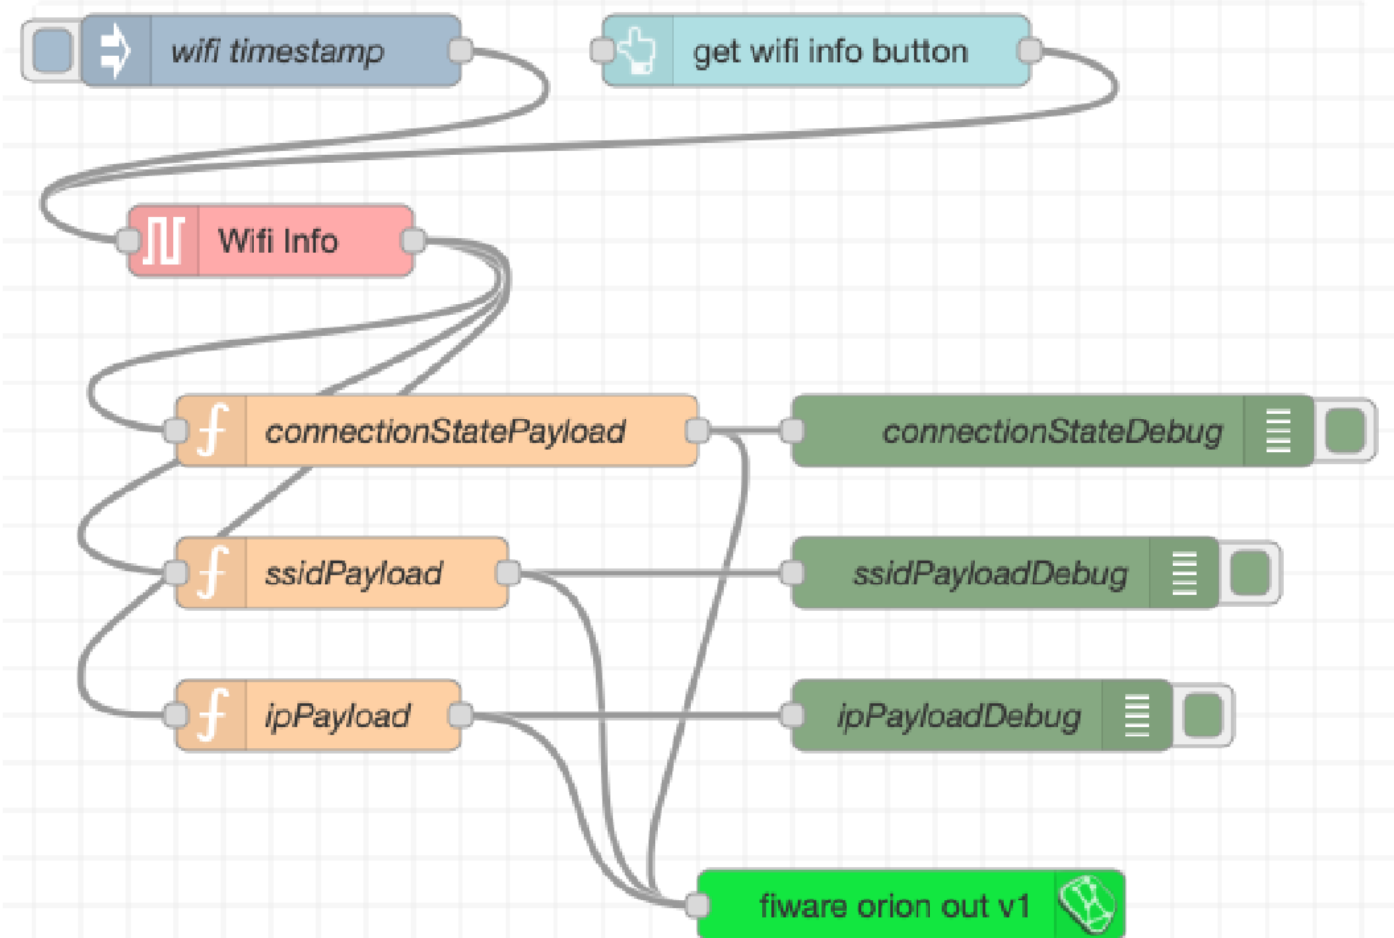 wifi timestamp
get wifi info button
Wifi Info
connectionStatePayload
connectionStateDebug
ssidPayload
ssidPayloadDebug
ipPayload
ipPayloadDebug
fiware orion out v1